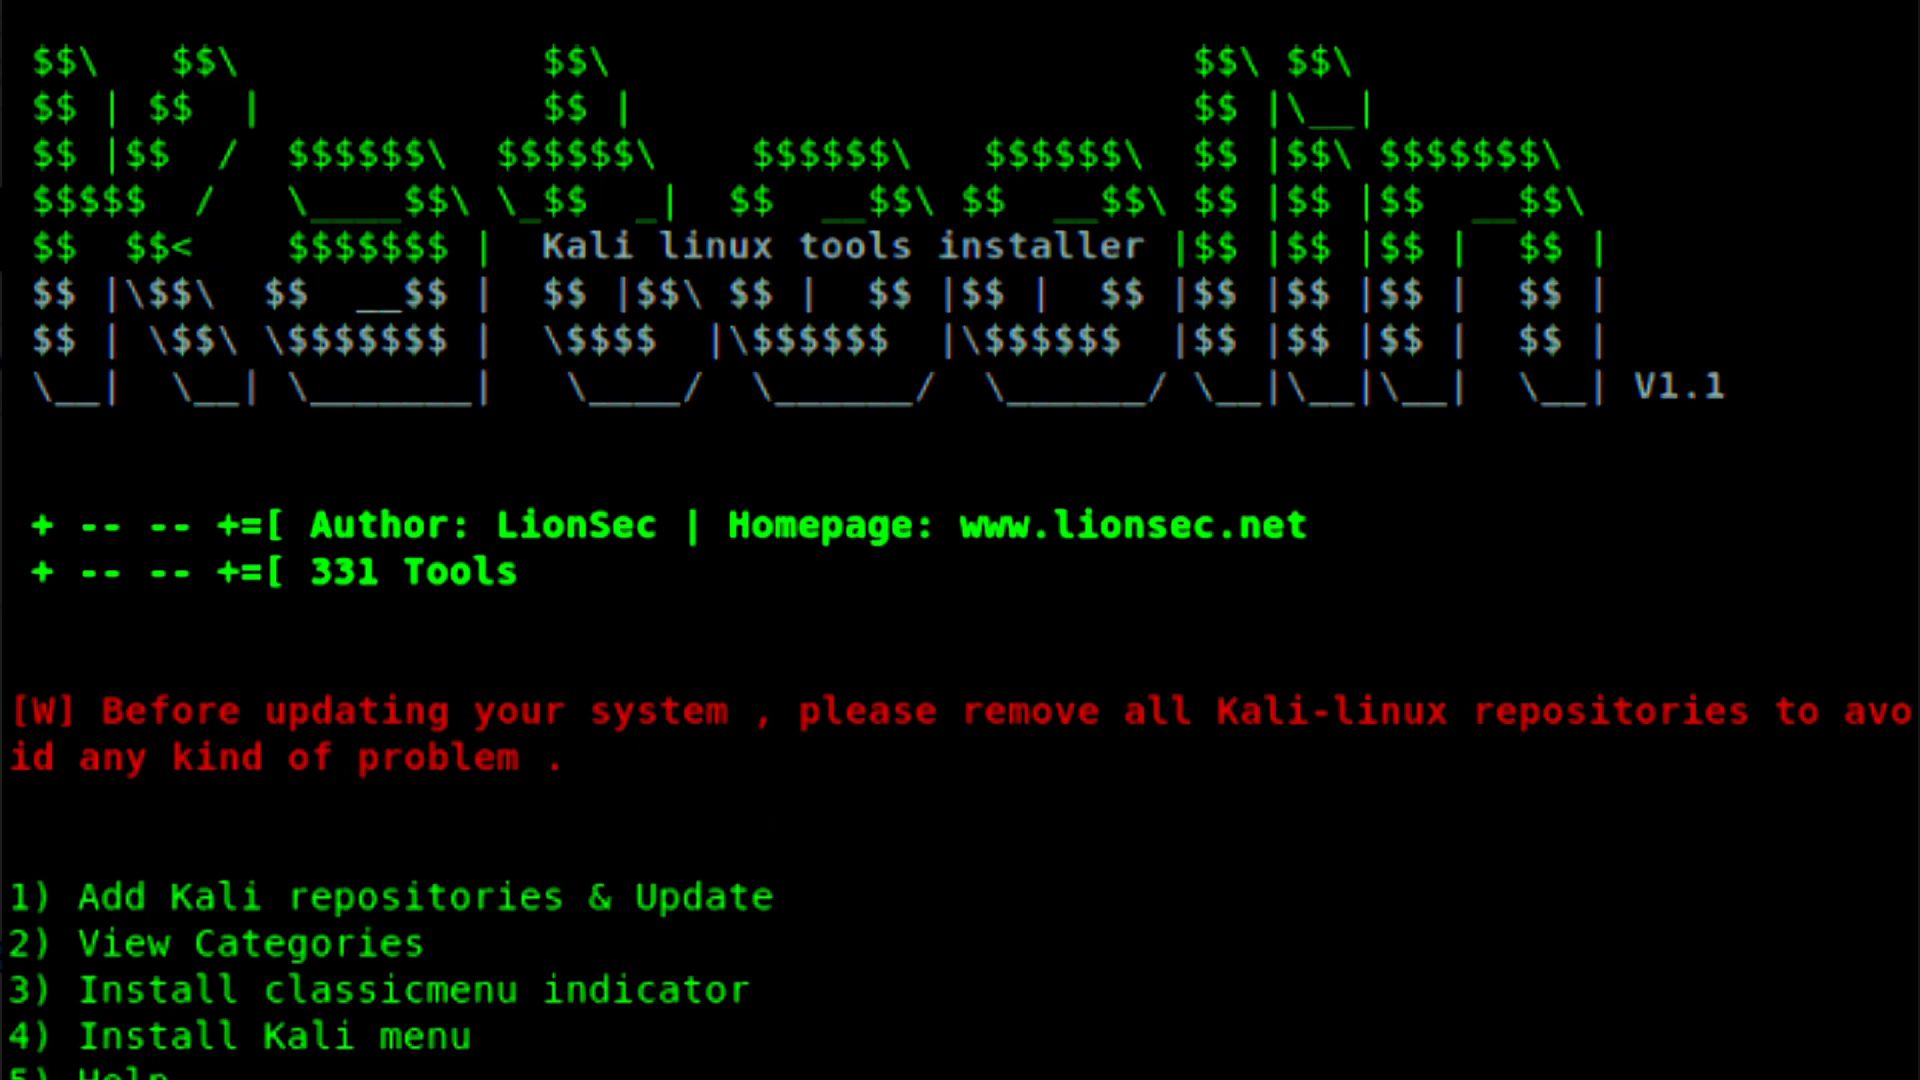 $$\   $$\             $$\                         $$\ $$\
$$ | $$  |            $$ |                        $$ |\__|
$$ |$$  /  $$$$$$\  $$$$$$\    $$$$$$\   $$$$$$\  $$ |$$\ $$$$$$$\
$$$$$  /   \____$$\ \_$$  _|  $$  __$$\ $$  __$$\ $$ |$$ |$$  __$$\
$$  $$<    $$$$$$$ |  Kali linux tools installer |$$ |$$ |$$ |  $$ |
$$ |\$$\  $$  __$$ |  $$ |$$\ $$ |  $$ |$$ |  $$ |$$ |$$ |$$ |  $$ |
$$ | \$$\ \$$$$$$$ |  \$$$$  |\$$$$$$  |\$$$$$$  |$$ |$$ |$$ |  $$ |
\__|  \__| \_______|   \____/  \______/  \______/ \__|\__|\__|  \__| V1.1
+ -- -- +=[ Author: LionSec | Homepage: www.lionsec.net
+ -- -- +=[ 331 Tools
[W] Before updating your system , please remove all Kali-linux repositories to avo
id any kind of problem .
1) Add Kali repositories & Update
2) View Categories
3) Install classicmenu indicator
4) Install Kali menu
5) Help